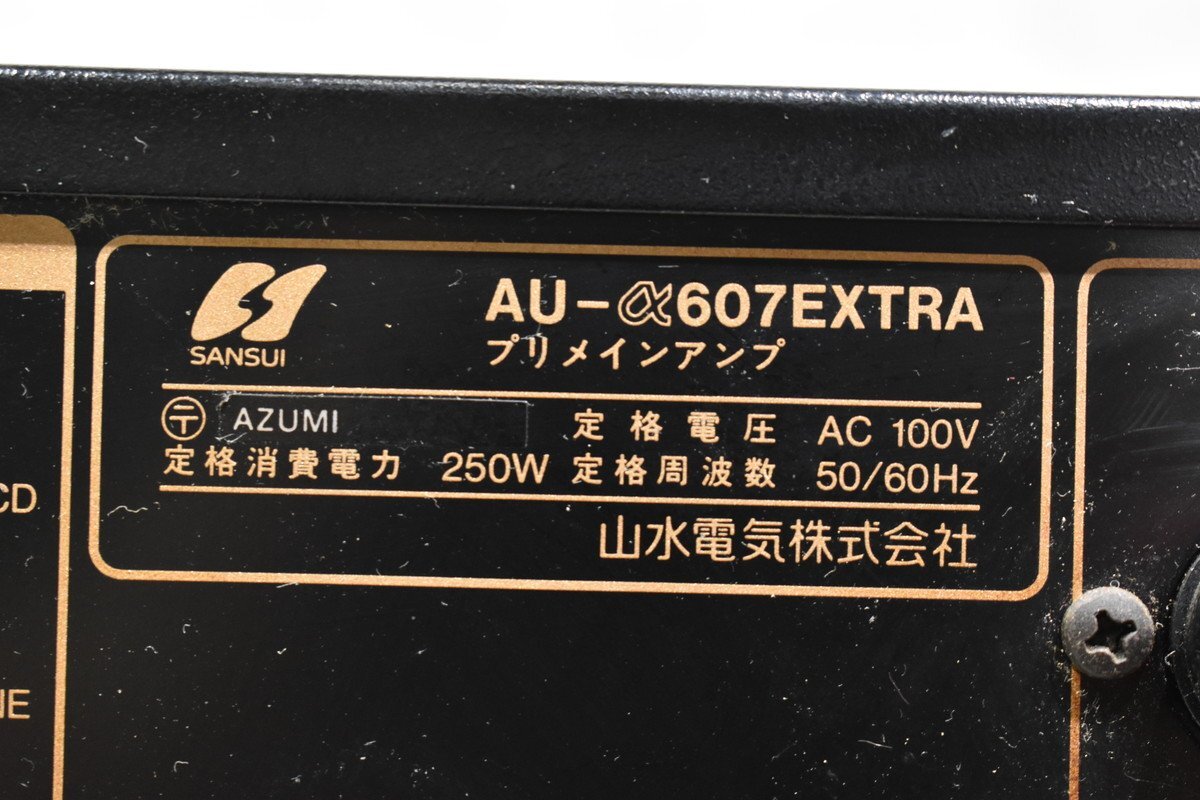 SANSUI
AU-α607EXTRA
プリメインアンプ
〒 AZUMI 定格電圧 AC 100V
定格消費電力 250W 定格周波数 50/60Hz
山水電気株式会社
CD
NE